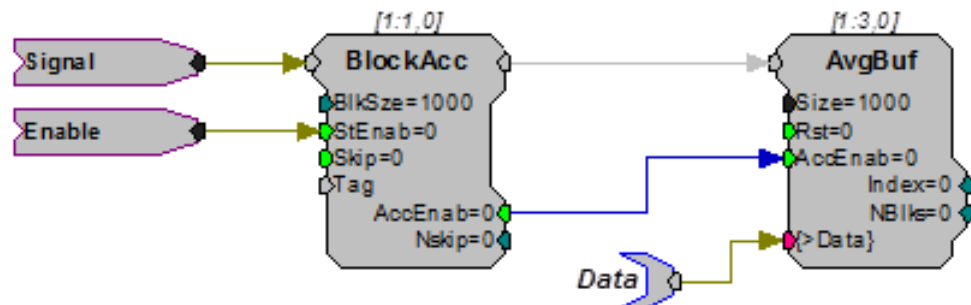 [1:1,0]
[1:3,0]
Signal
BlockAcc
AvgBuf
BlkSze=1000
Size=1000
Enable
StEnab=0
Rst=0
Skip=0
AccEnab=0
Tag
Index=0
AccEnab=0
NBlks=0
Nskip=0
{>Data}
Data